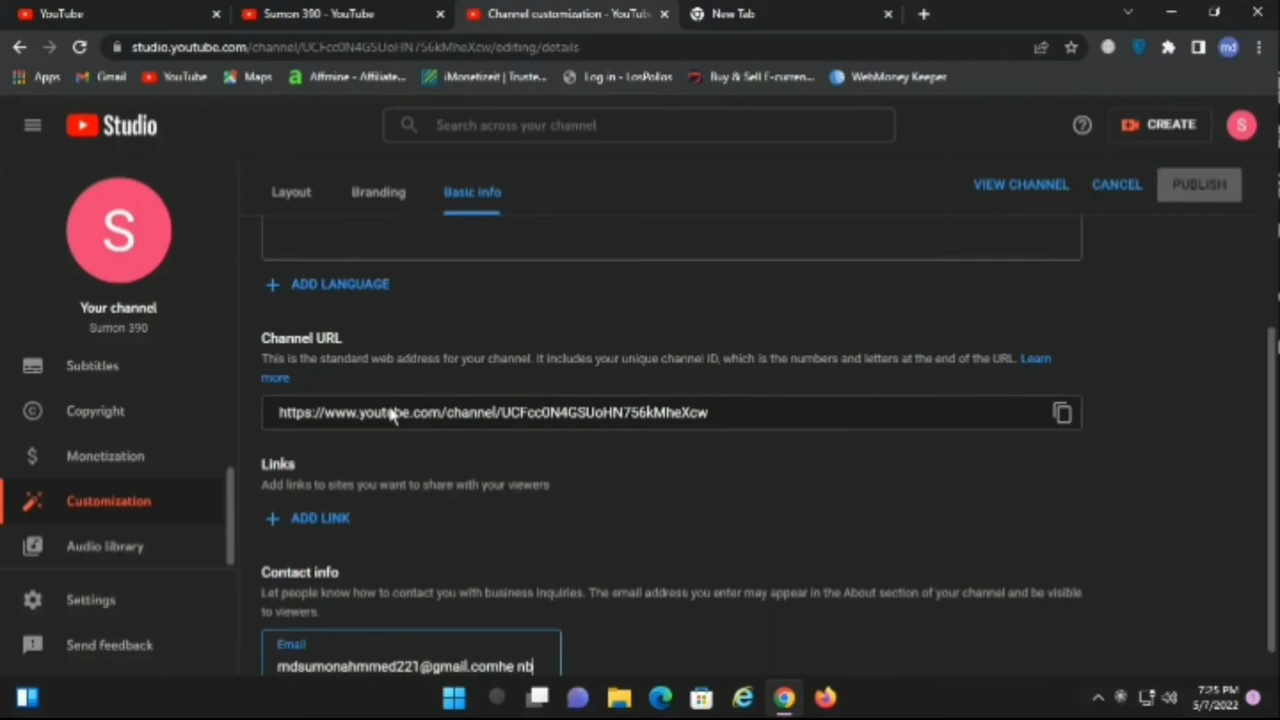 YouTube
Sumon 390 - YouTube
Channel customization - YouTub
New Tab
studio.youtube.com/channel/UCFcc0N4GSUoHN756kMheXcw/editing/details
md
Apps
Gmail
YouTube
Maps
Affmine - Affiliate...
iMonetizeit | Truste...
Log in - LosPollos
Buy & Sell E-curren...
WebMoney Keeper
Studio
Search across your channel
CREATE
S
Layout
Branding
Basic info
VIEW CHANNEL
CANCEL
PUBLISH
S
Your channel
Sumon 390
Subtitles
Copyright
Monetization
Customization
Audio library
Settings
Send feedback
ADD LANGUAGE
Channel URL
This is the standard web address for your channel. It includes your unique channel ID, which is the numbers and letters at the end of the URL. Learn
more
https://www.youtube.com/channel/UCFcc0N4GSUoHN756kMheXcw
Links
Add links to sites you want to share with your viewers
ADD LINK
Contact info
Let people know how to contact you with business inquiries. The email address you enter may appear in the About section of your channel and be visible
to viewers.
Email
mdsumonahmmed221@gmail.comhe nb
7:25 PM
5/7/2022